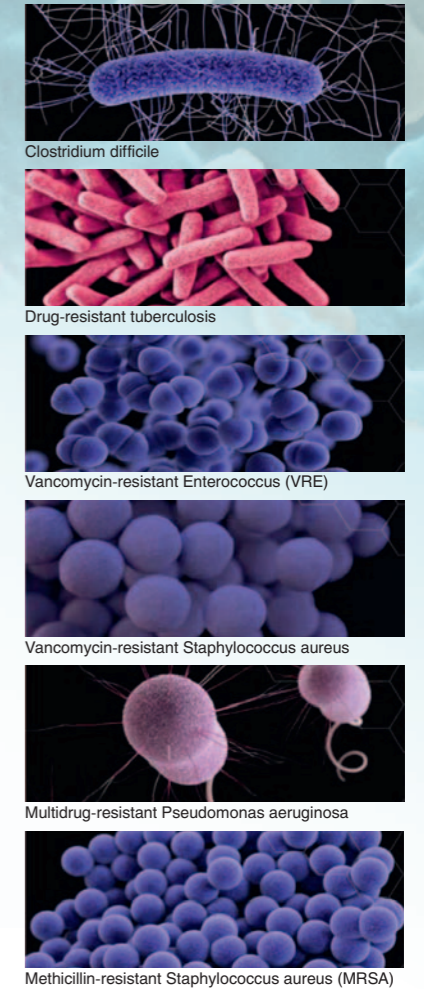 Clostridium difficile
Drug-resistant tuberculosis
Vancomycin-resistant Enterococcus (VRE)
Vancomycin-resistant Staphylococcus aureus
Multidrug-resistant Pseudomonas aeruginosa
Methicillin-resistant Staphylococcus aureus (MRSA)